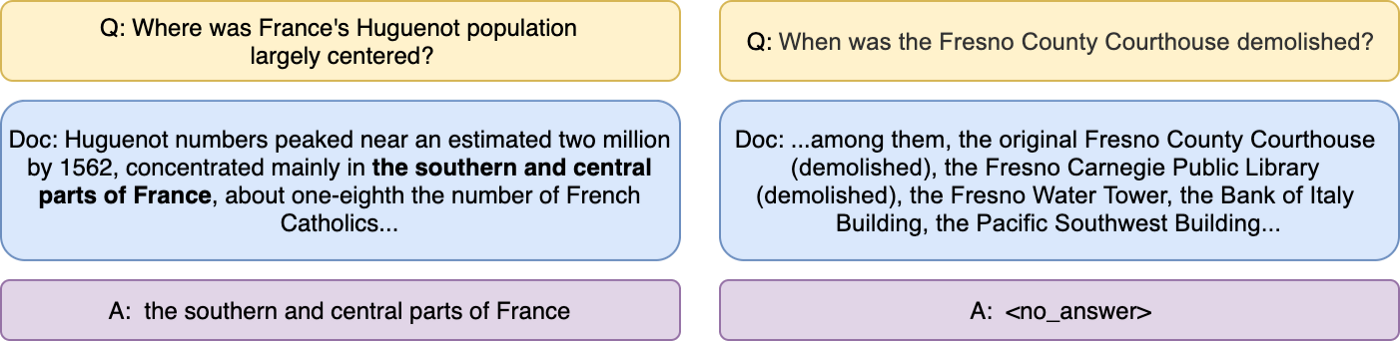 Q: Where was France's Huguenot population
largely centered?
Doc: Huguenot numbers peaked near an estimated two million
by 1562, concentrated mainly in the southern and central
parts of France, about one-eighth the number of French
Catholics...
A: the southern and central parts of France
Q: When was the Fresno County Courthouse demolished?
Doc: ...among them, the original Fresno County Courthouse
(demolished), the Fresno Carnegie Public Library
(demolished), the Fresno Water Tower, the Bank of Italy
Building, the Pacific Southwest Building...
A: <no_answer>